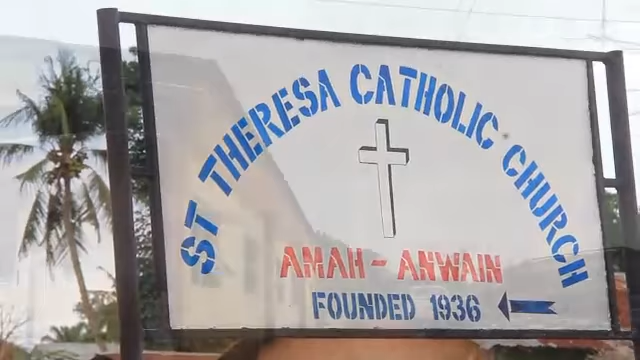 ST THERESA CATHOLIC CHURCH
AMAH - ANWAIN
FOUNDED 1936